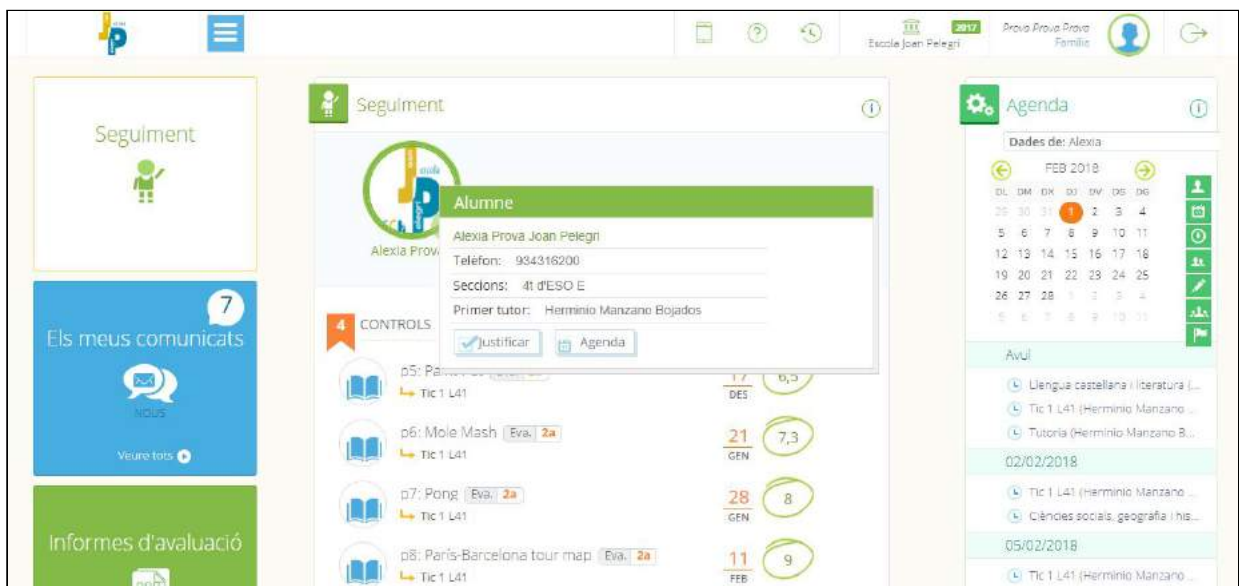 2017
Escola Joan Pelegrí
Prova Prova Prova
Família
Seguiment
7
Els meus comunicats
NOUS
Veure tots
Informes d'avaluació
Seguiment
Alexia Prov
Alumne
Alexia Prova Joan Pelegrí
Telèfon: 934316200
Seccions: 4t d'ESO E
Primer tutor: Herminio Manzano Bojados
Justificar
Agenda
4
CONTROLS
p5:
Tic 1 L41
17
DES
6,5
p6: Mole Mash Eva. 2a
Tic 1 L41
21
GEN
7,3
p7: Pong Eva. 2a
Tic 1 L41
28
GEN
8
p8: París-Barcelona tour map Eva. 2a
Tic 1 L41
11
FEB
9
Agenda
Dades de: Alexia
FEB 2018
DL DM DX DJ DV DS DG
29 30 31 1 2 3 4
5 6 7 8 9 10 11
12 13 14 15 16 17 18
19 20 21 22 23 24 25
26 27 28 1 2 3 4
5 6 7 8 9 10 11
Avui
Llengua castellana i literatura (...
Tic 1 L41 (Herminio Manzano ...
Tutoria (Herminio Manzano B...
02/02/2018
Tic 1 L41 (Herminio Manzano ...
Ciències socials, geografia i his...
05/02/2018
Tic 1 L41 (Herminio Manzano...